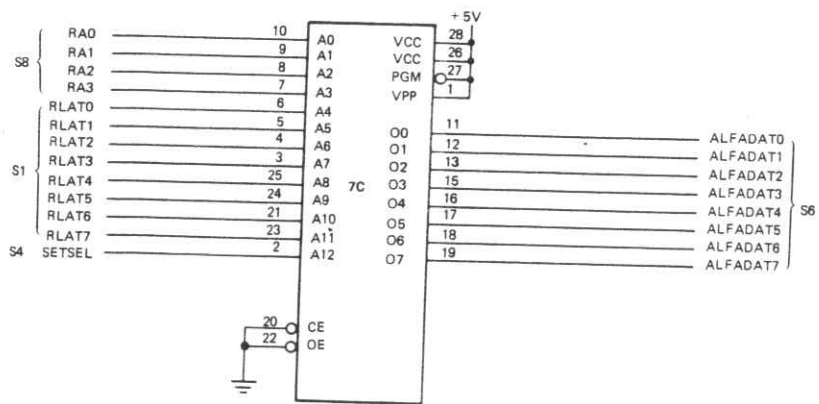 +5V
RA0 10 A0 VCC 28
RA1 9 A1 VCC 26
S8 RA2 8 A2 PGM 27
RA3 7 A3 VPP 1
RLAT0 6 A4
RLAT1 5 A5 O0 11 ALFADAT0
RLAT2 4 A6 O1 12 ALFADAT1
S1 RLAT3 3 A7 O2 13 ALFADAT2
RLAT4 25 A8 7C O3 15 ALFADAT3
RLAT5 24 A9 O4 16 ALFADAT4 S6
RLAT6 21 A10 O5 17 ALFADAT5
RLAT7 23 A11 O6 18 ALFADAT6
S4 SETSEL 2 A12 O7 19 ALFADAT7
20 CE
22 OE